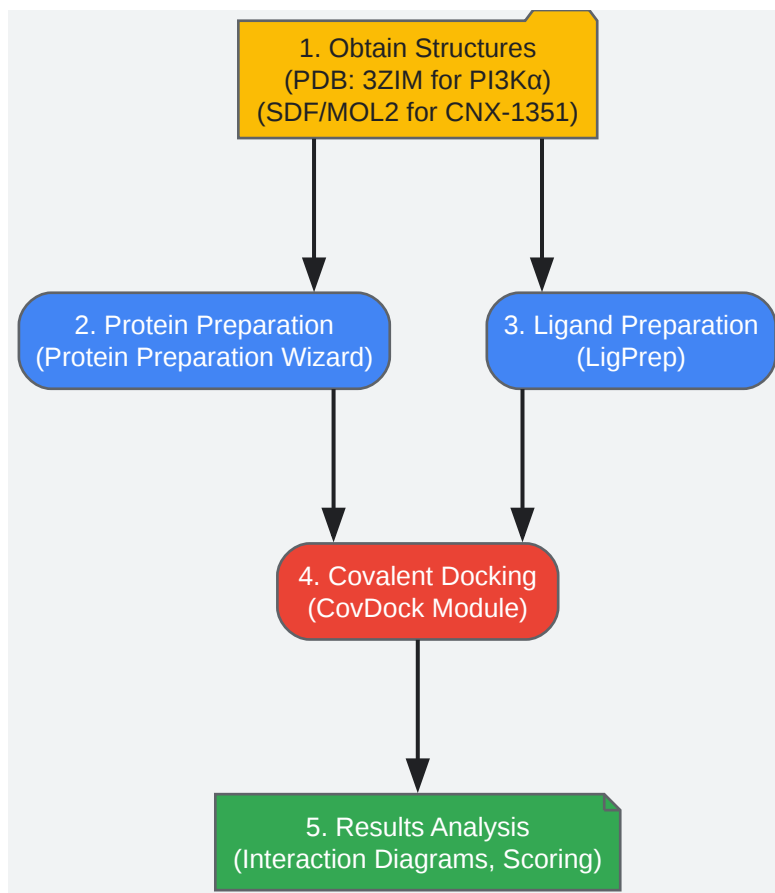 1. Obtain Structures
(PDB: 3ZIM for PI3Kα)
(SDF/MOL2 for CNX-1351)
2. Protein Preparation
(Protein Preparation Wizard)
3. Ligand Preparation
(LigPrep)
4. Covalent Docking
(CovDock Module)
5. Results Analysis
(Interaction Diagrams, Scoring)